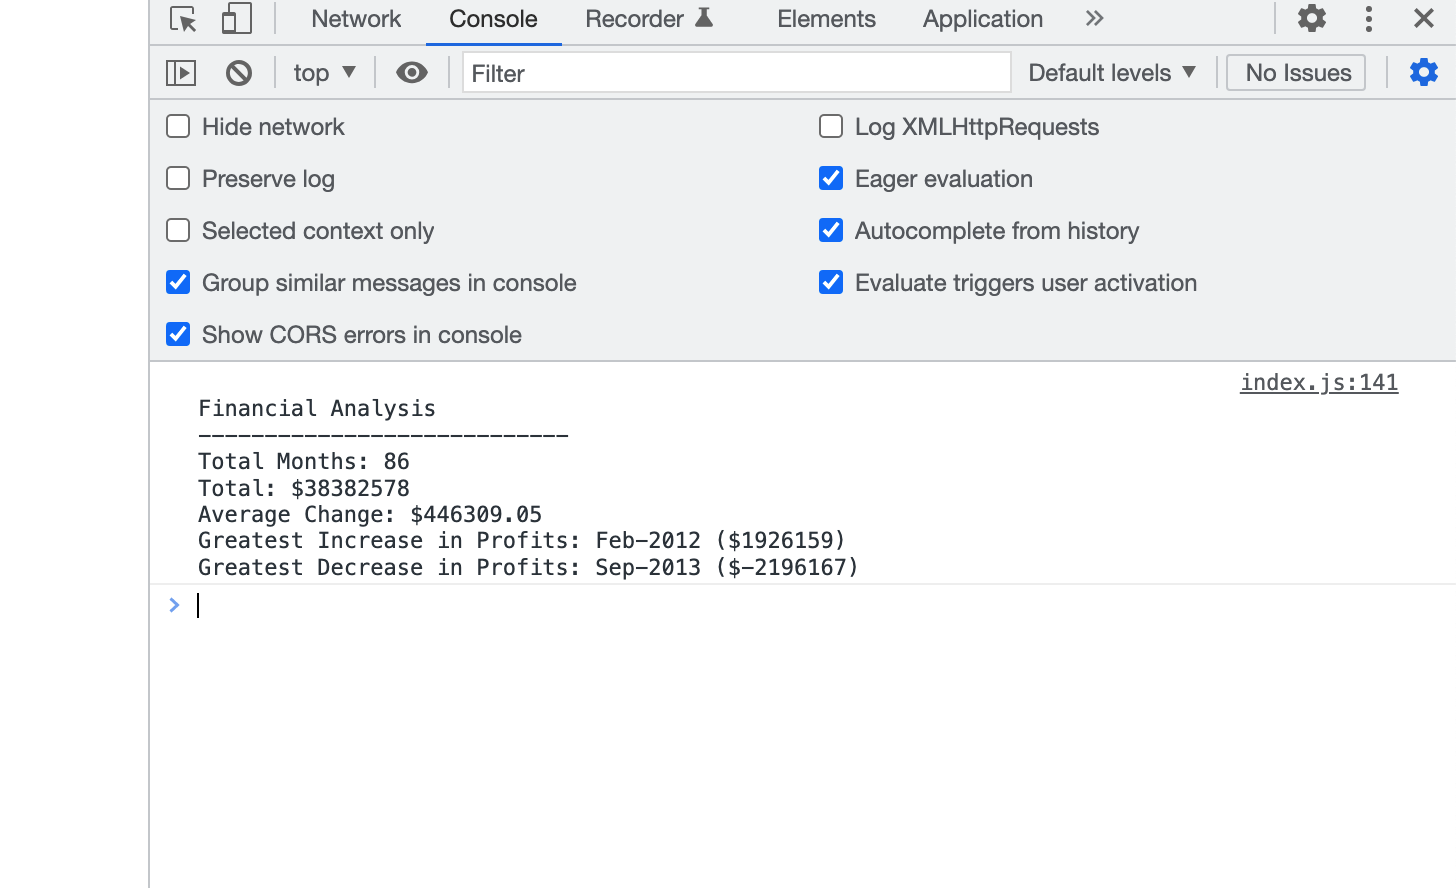 Network Console Recorder Elements Application
top Filter Default levels No Issues
Hide network Log XMLHttpRequests
Preserve log Eager evaluation
Selected context only Autocomplete from history
Group similar messages in console Evaluate triggers user activation
Show CORS errors in console
index.js:141
Financial Analysis
----------------------------
Total Months: 86
Total: $38382578
Average Change: $446309.05
Greatest Increase in Profits: Feb-2012 ($1926159)
Greatest Decrease in Profits: Sep-2013 ($-2196167)